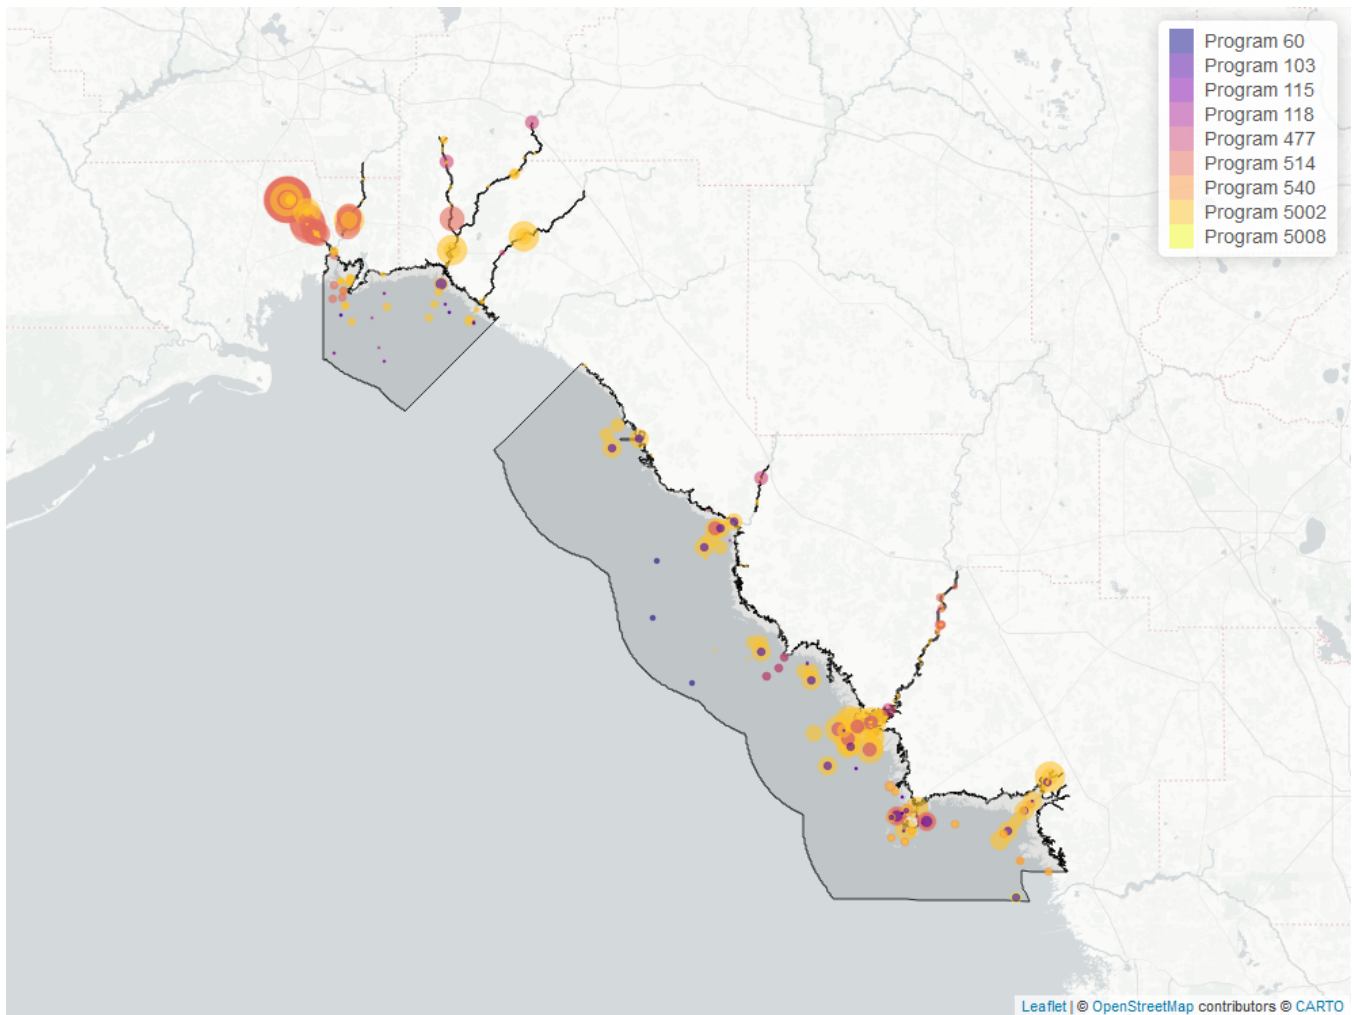 Program 60
Program 103
Program 115
Program 118
Program 477
Program 514
Program 540
Program 5002
Program 5008
Leaflet | © OpenStreetMap contributors © CARTO